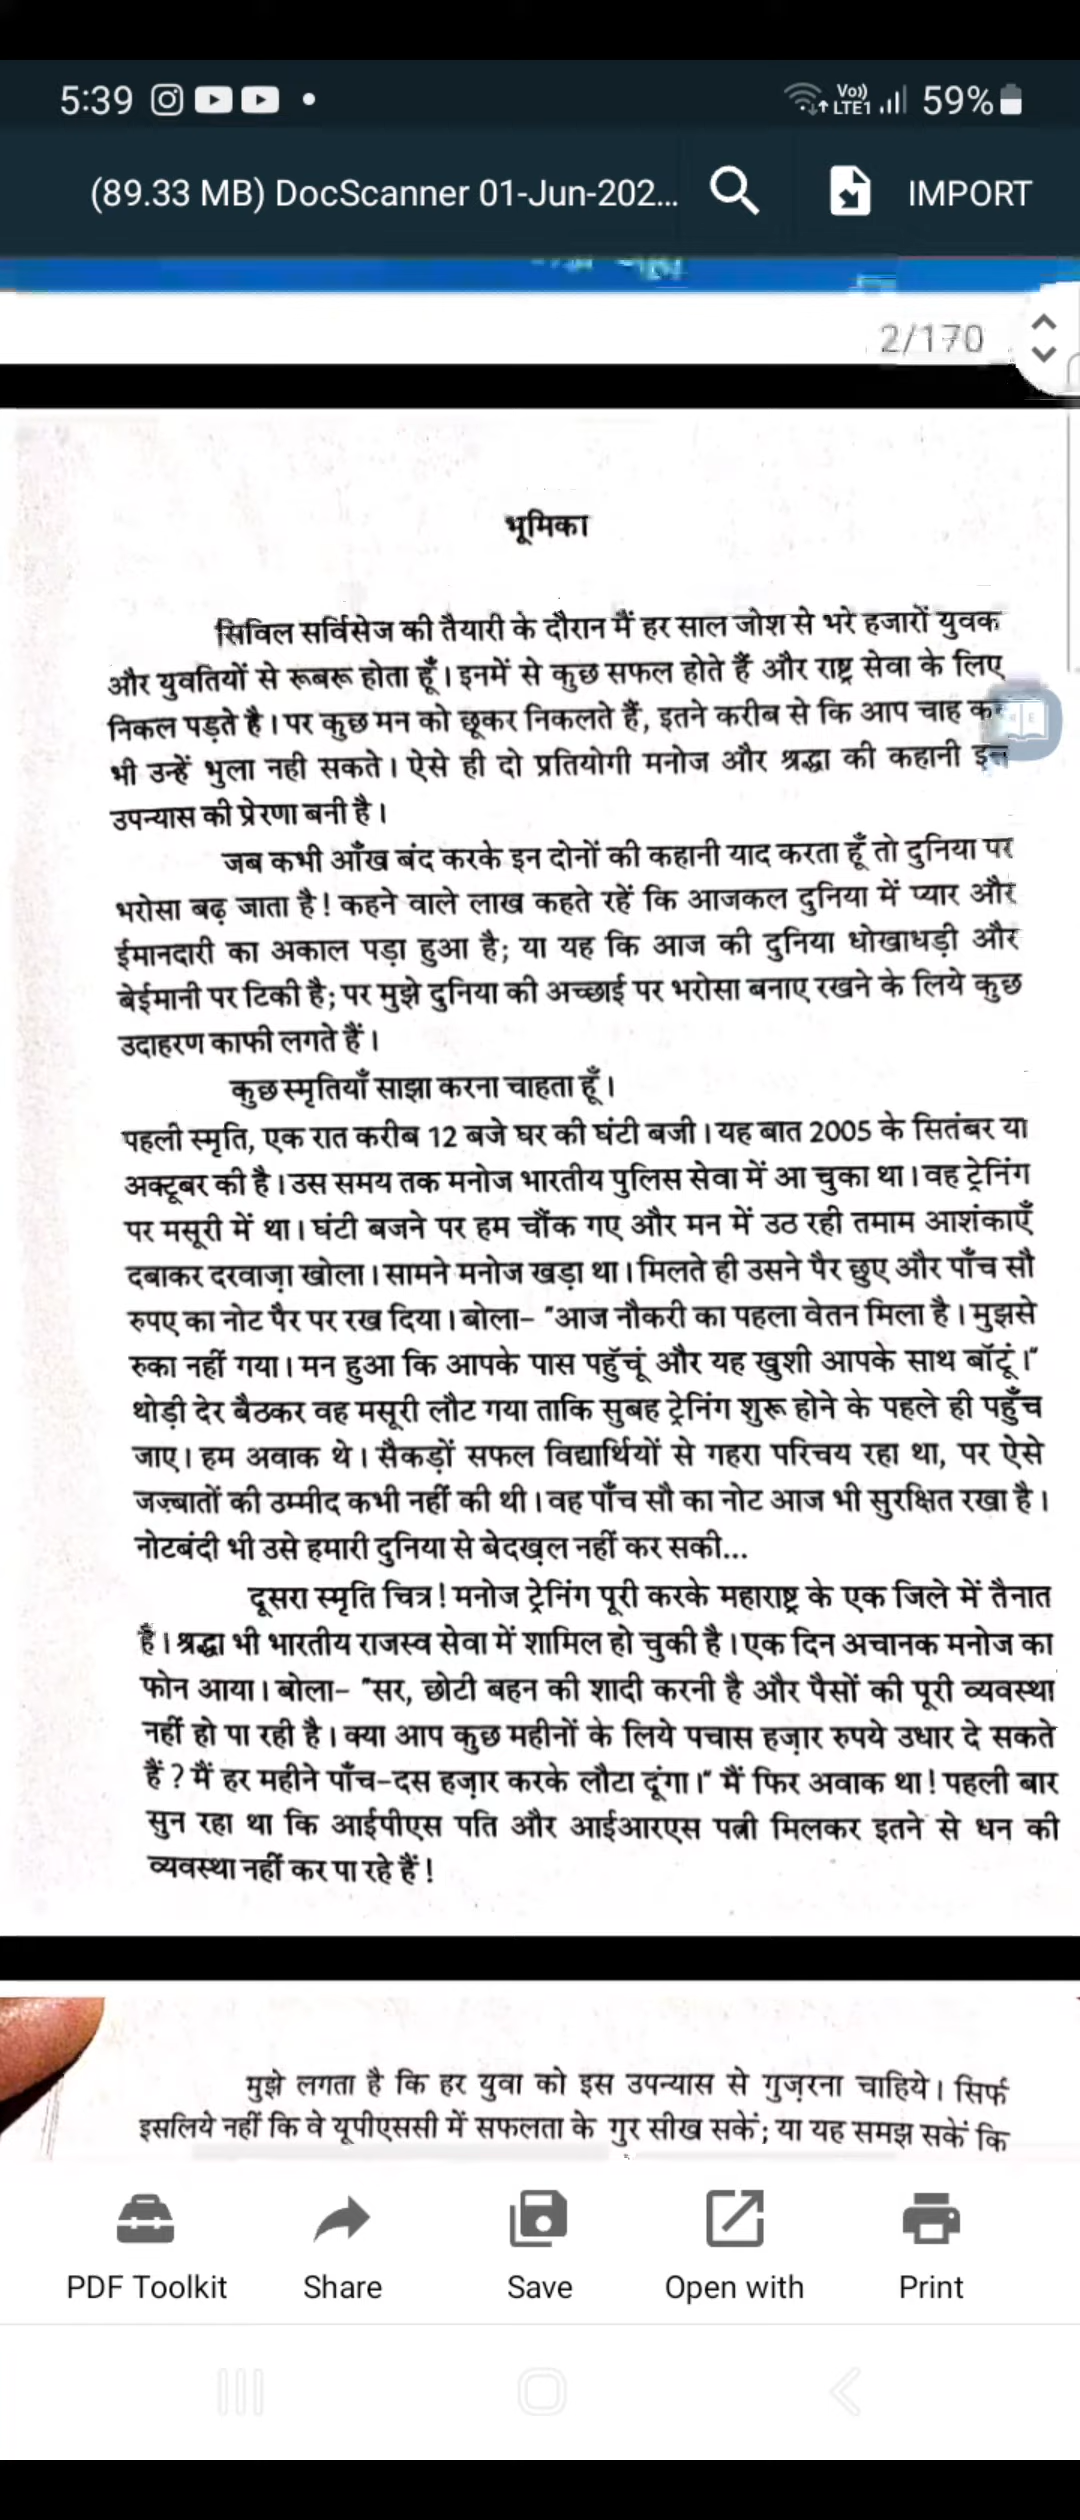 5:39
Vo))
LTE1
59%
(89.33 MB) DocScanner 01-Jun-202...
IMPORT
2/170
भूमिका
सिविल सर्विसेज की तैयारी के दौरान मैं हर साल जोश से भरे हजारों युवक
और युवतियों से रूबरू होता हूँ। इनमें से कुछ सफल होते हैं और राष्ट्र सेवा के लिए
निकल पड़ते है। पर कुछ मन को छूकर निकलते हैं, इतने करीब से कि आप चाह कर
भी उन्हें भुला नही सकते। ऐसे ही दो प्रतियोगी मनोज और श्रद्धा की कहानी इस
उपन्यास की प्रेरणा बनी है।
जब कभी आँख बंद करके इन दोनों की कहानी याद करता हूँ तो दुनिया पर
भरोसा बढ़ जाता है! कहने वाले लाख कहते रहें कि आजकल दुनिया में प्यार और
ईमानदारी का अकाल पड़ा हुआ है; या यह कि आज की दुनिया धोखाधड़ी और
बेईमानी पर टिकी है; पर मुझे दुनिया की अच्छाई पर भरोसा बनाए रखने के लिये कुछ
उदाहरण काफी लगते हैं।
कुछ स्मृतियाँ साझा करना चाहता हूँ।
पहली स्मृति, एक रात करीब 12 बजे घर की घंटी बजी। यह बात 2005 के सितंबर या
अक्टूबर की है। उस समय तक मनोज भारतीय पुलिस सेवा में आ चुका था। वह ट्रेनिंग
पर मसूरी में था। घंटी बजने पर हम चौंक गए और मन में उठ रही तमाम आशंकाएँ
दबाकर दरवाज़ा खोला। सामने मनोज खड़ा था। मिलते ही उसने पैर छुए और पाँच सौ
रुपए का नोट पैर पर रख दिया। बोला- "आज नौकरी का पहला वेतन मिला है। मुझसे
रुका नहीं गया। मन हुआ कि आपके पास पहुँचूं और यह खुशी आपके साथ बॉटूं।"
थोड़ी देर बैठकर वह मसूरी लौट गया ताकि सुबह ट्रेनिंग शुरू होने के पहले ही पहुँच
जाए। हम अवाक थे। सैकड़ों सफल विद्यार्थियों से गहरा परिचय रहा था, पर ऐसे
जज़्बातों की उम्मीद कभी नहीं की थी। वह पाँच सौ का नोट आज भी सुरक्षित रखा है।
नोटबंदी भी उसे हमारी दुनिया से बेदख़ल नहीं कर सकी...
दूसरा स्मृति चित्र! मनोज ट्रेनिंग पूरी करके महाराष्ट्र के एक जिले में तैनात
है। श्रद्धा भी भारतीय राजस्व सेवा में शामिल हो चुकी है। एक दिन अचानक मनोज का
फोन आया। बोला- "सर, छोटी बहन की शादी करनी है और पैसों की पूरी व्यवस्था
नहीं हो पा रही है। क्या आप कुछ महीनों के लिये पचास हज़ार रुपये उधार दे सकते
हैं? मैं हर महीने पाँच-दस हज़ार करके लौटा दूंगा।" मैं फिर अवाक था! पहली बार
सुन रहा था कि आईपीएस पति और आईआरएस पत्नी मिलकर इतने से धन की
व्यवस्था नहीं कर पा रहे हैं!
मुझे लगता है कि हर युवा को इस उपन्यास से गुज़रना चाहिये। सिर्फ
इसलिये नहीं कि वे यूपीएससी में सफलता के गुर सीख सकें; या यह समझ सकें कि
PDF Toolkit
Share
Save
Open with
Print